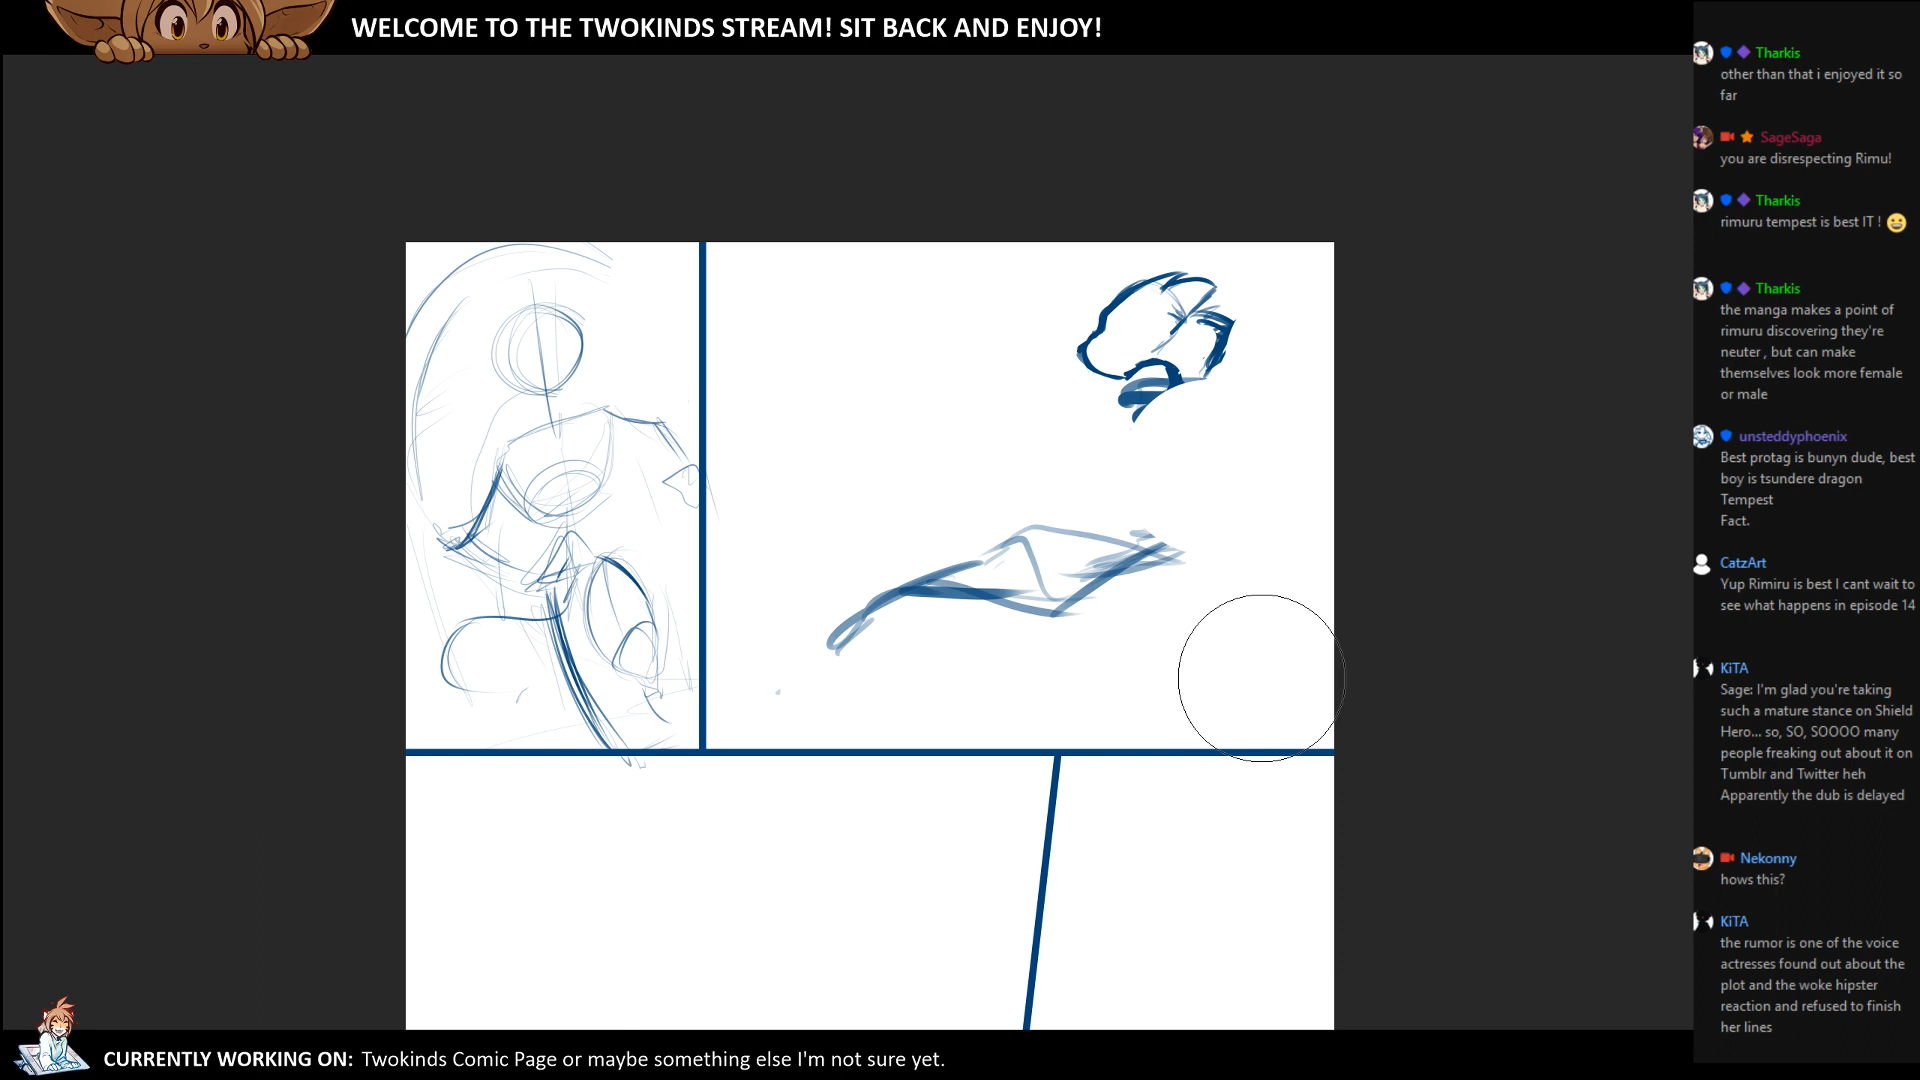 WELCOME TO THE TWOKINDS STREAM! SIT BACK AND ENJOY!
Tharkis
other than that i enjoyed it so
far
SageSaga
you are disrespecting Rimu!
Tharkis
rimuru tempest is best IT !
Tharkis
the manga makes a point of
rimuru discovering they're
neuter , but can make
themselves look more female
or male
unsteddyphoenix
Best protag is bunyn dude, best
boy is tsundere dragon
Tempest
Fact.
CatzArt
Yup Rimiru is best I cant wait to
see what happens in episode 14
KiTA
Sage: I'm glad you're taking
such a mature stance on Shield
Hero... so, SO, SOOOO many
people freaking out about it on
Tumblr and Twitter heh
Apparently the dub is delayed
Nekonny
hows this?
KiTA
the rumor is one of the voice
actresses found out about the
plot and the woke hipster
reaction and refused to finish
her lines
CURRENTLY WORKING ON: Twokinds Comic Page or maybe something else I'm not sure yet.